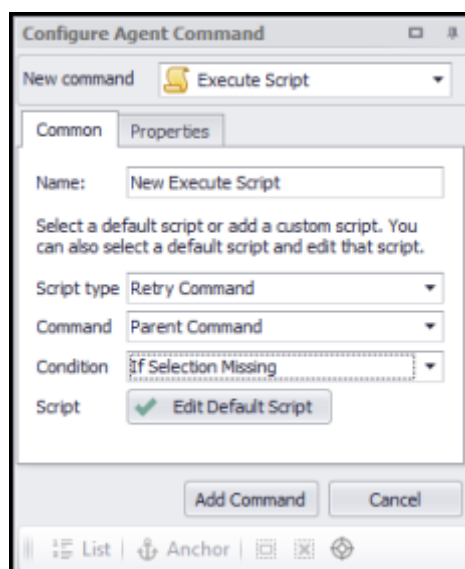 Configure Agent Command
New command Execute Script
Common Properties
Name: New Execute Script
Select a default script or add a custom script. You
can also select a default script and edit that script.
Script type Retry Command
Command Parent Command
Condition If Selection Missing
Script Edit Default Script
Add Command Cancel
List Anchor